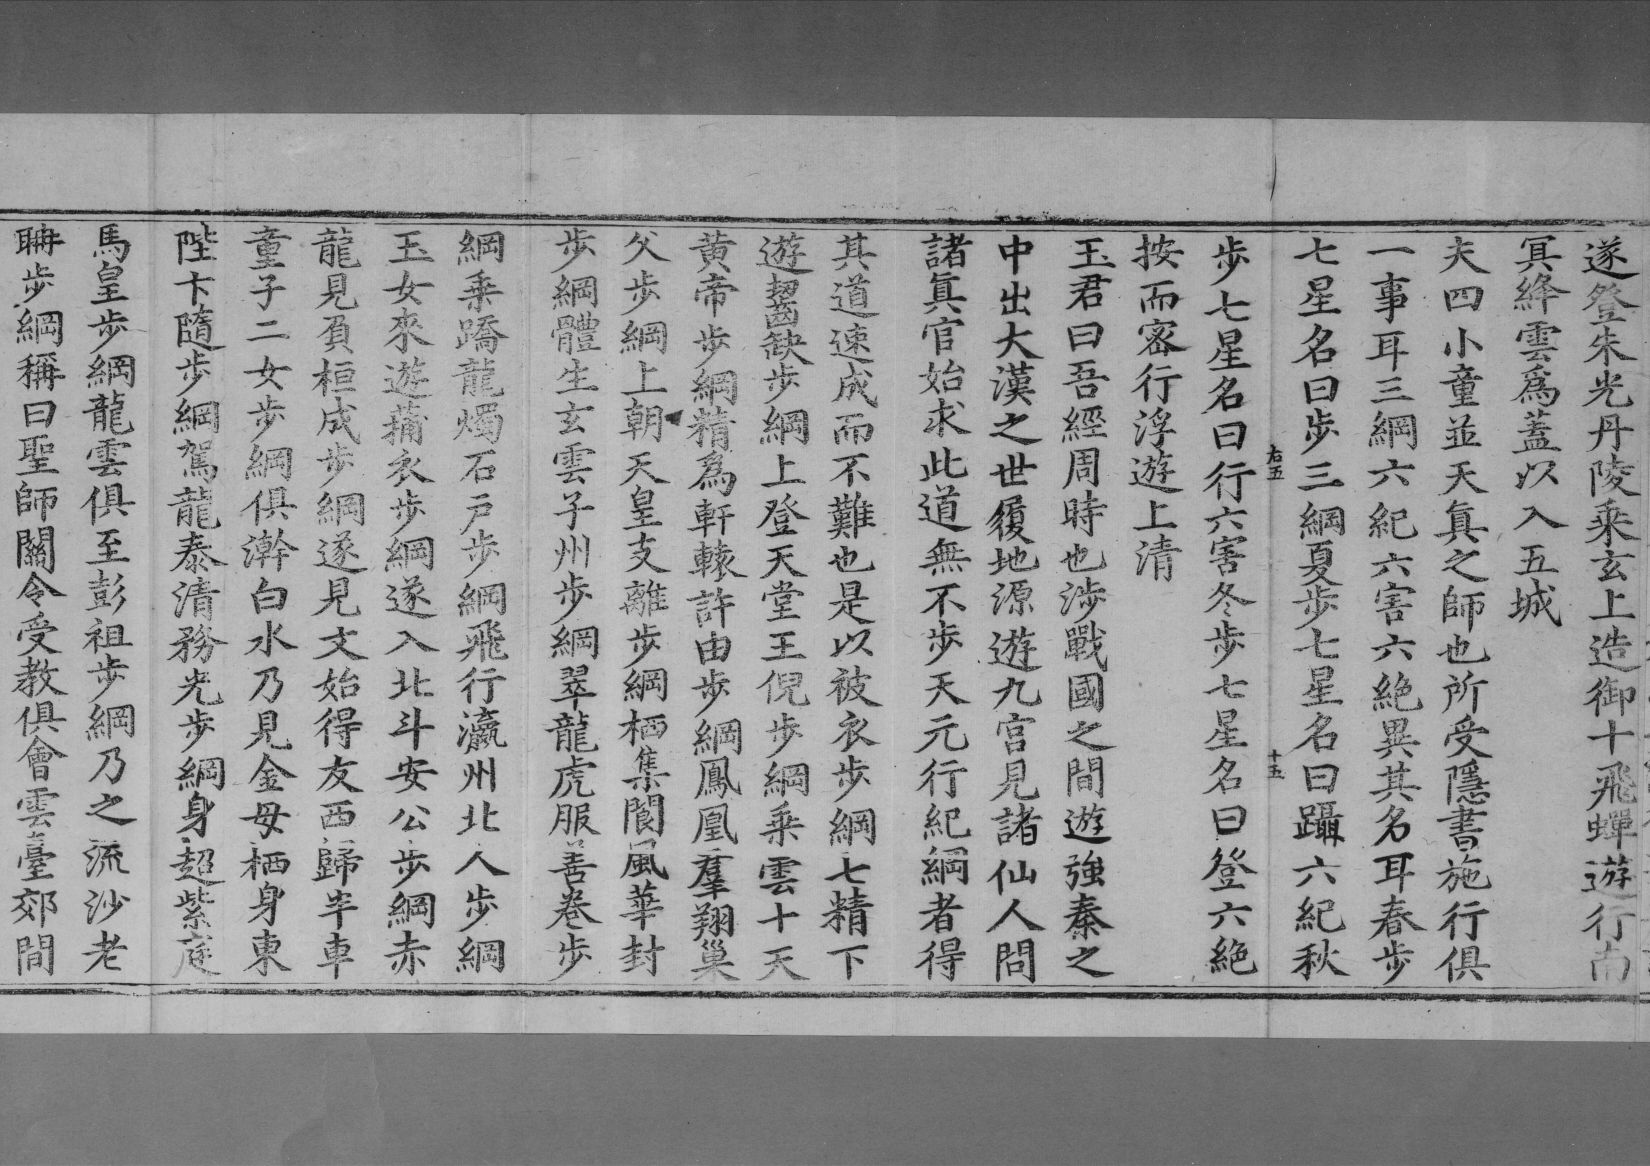 遂登朱光丹陵乗玄上造御十飛蟬遊行南
冥絳雲爲蓋以入五城
夫四小童並天真之師也所受隱書施行俱
一事耳三綱六紀六害六絶異其名耳春步
七星名曰步三綱夏步七星名曰躡六紀秋
右五
十五
步七星名曰行六害冬步七星名曰登六絶
按而密行浮遊上清
玉君曰吾經周時也涉戰國之間遊強秦之
中出大漢之世履地源遊九宫見諸仙人問
諸真官始求此道無不步天元行紀綱者得
其道速成而不難也是以被衣步綱七精下
遊齧缺步綱上登天堂王倪步綱乗雲十天
黄帝步綱精爲軒轅許由步綱鳳凰羣翔巢
父步綱上朝天皇支離步綱栖集閬風華封
步綱體生玄雲子州步綱翠龍虎服善卷步
綱乗蹻龍燭石户步綱飛行瀛州北人步綱
玉女來遊蒲衣步綱遂入北斗安公步綱赤
龍見負桓成步綱遂見文始得友西歸半車
童子二女步綱俱澣白水乃見金母栖身東
陛卞隨步綱駕龍泰清務光步綱身超紫庭
馬皇步綱龍雲俱至彭祖步綱乃之流沙老
聃步綱稱曰聖師關令受教俱會雲臺郊間